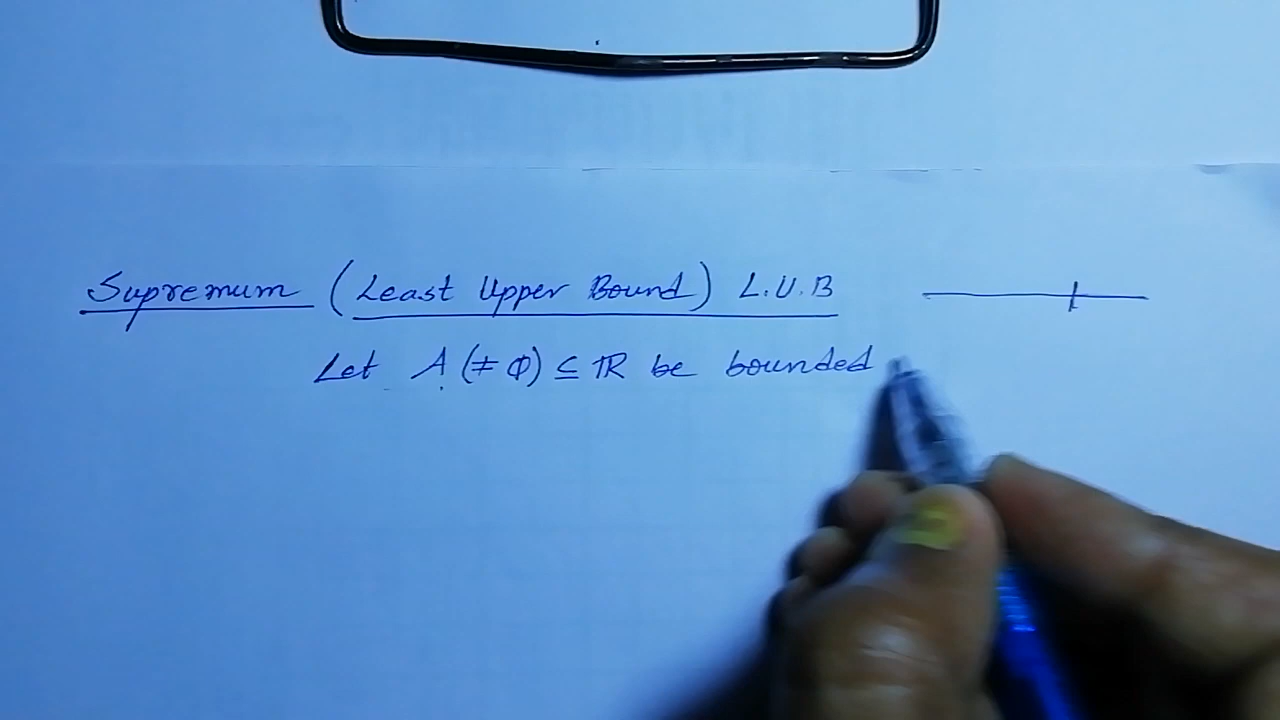 Supremum (Least Upper Bound) L.U.B
Let A (≠ Φ) ⊆ ℝ be bounded